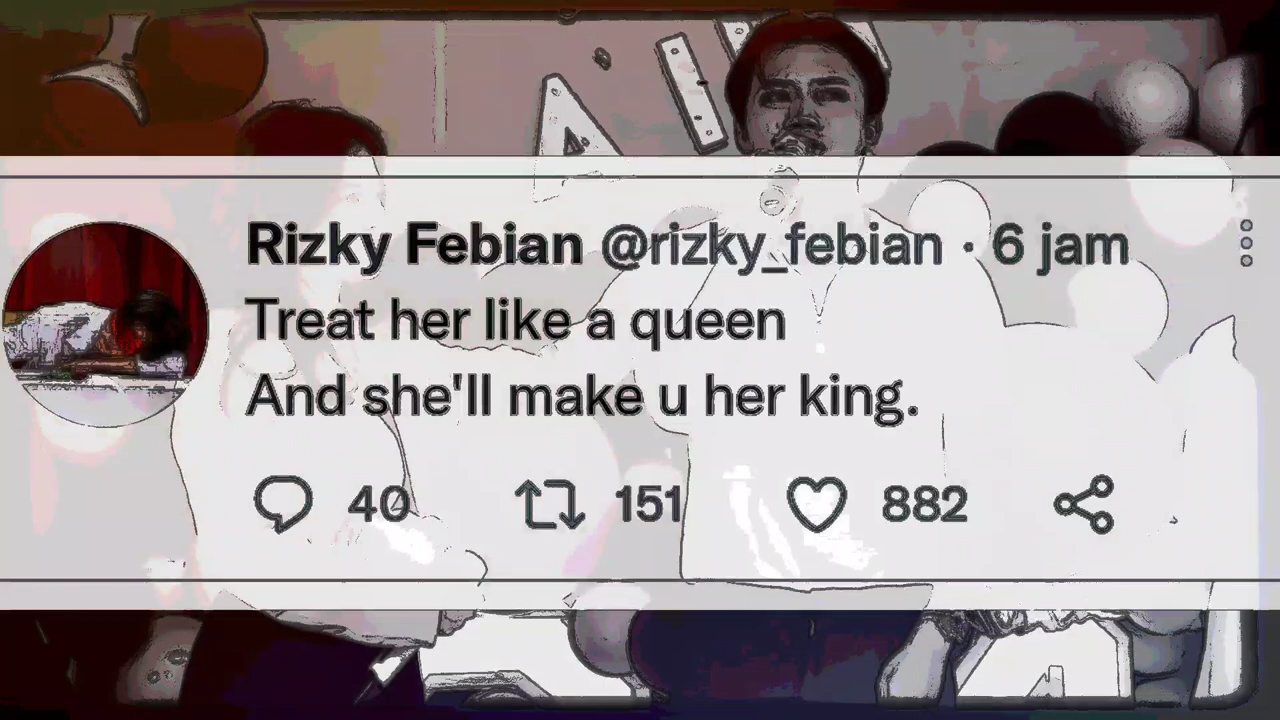 Rizky Febian @rizky_febian · 6 jam
Treat her like a queen
And she'll make u her king.
40 151 882